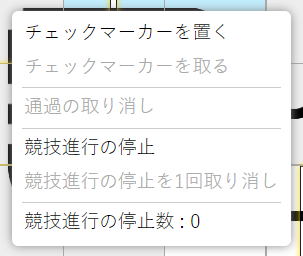 チェックマーカーを置く
チェックマーカーを取る
通過の取り消し
競技進行の停止
競技進行の停止を1回取り消し
競技進行の停止数 : 0